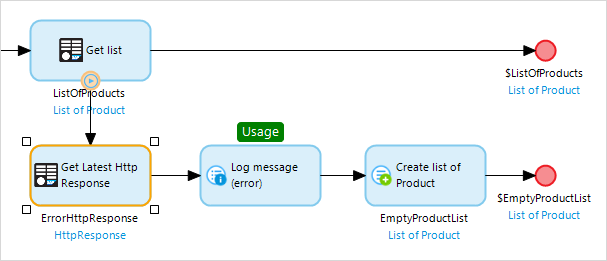 Get list
ListOfProducts
List of Product
$ListOfProducts
List of Product
Usage
Get Latest Http
Response
ErrorHttpResponse
HttpResponse
Log message
(error)
Create list of
Product
EmptyProductList
List of Product
$EmptyProductList
List of Product